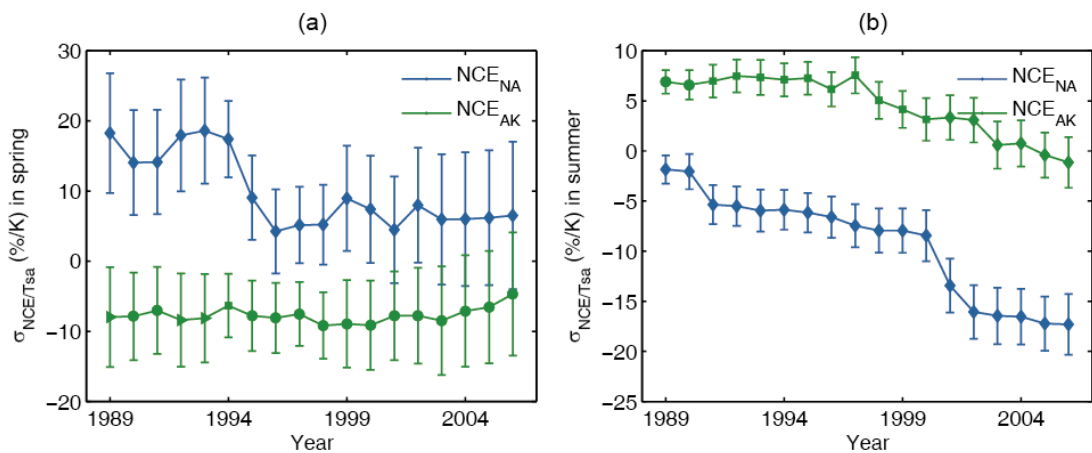 (a)
30
20
10
0
−10
−20
σNCE/Tsa (%/K) in spring
NCENA
NCEAK
1989 1994 1999 2004
Year
(b)
10
5
0
−5
−10
−15
−20
−25
σNCE/Tsa (%/K) in summer
NCENA
NCEAK
1989 1994 1999 2004
Year